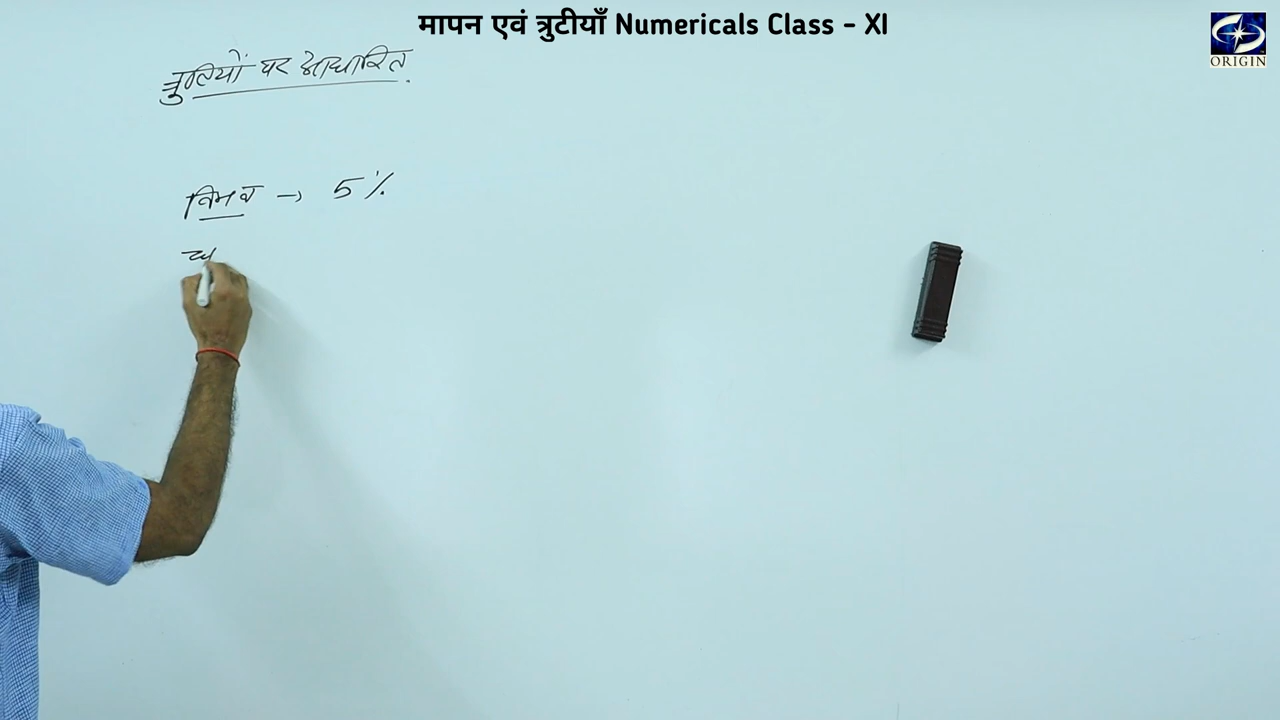 मापन एवं त्रुटीयाँ Numericals Class - XI
ORIGIN
त्रुटियों पर आधारित.
विभव → 5%